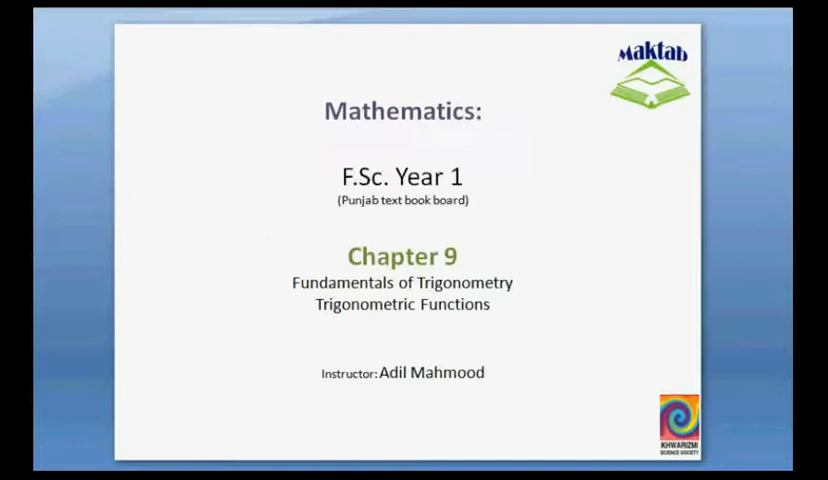 Maktab
Mathematics:
F.Sc. Year 1
(Punjab text book board)
Chapter 9
Fundamentals of Trigonometry
Trigonometric Functions
Instructor: Adil Mahmood
KHWARIZMI
SCIENCE SOCIETY